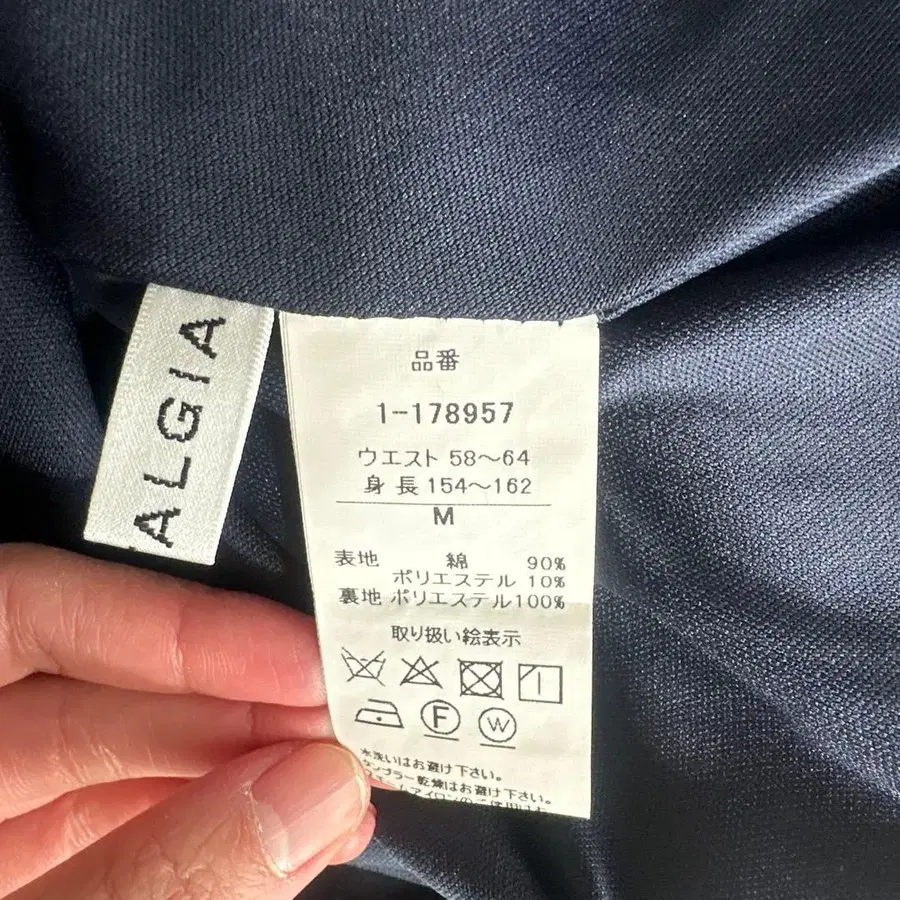 ALGIA
品番
1-178957
ウエスト 58〜64
身長 154〜162
M
表地 綿 90%
ポリエステル 10%
裏地 ポリエステル100%
取り扱い絵表示
F W
水洗いはお避け下さい。
タンブラー乾燥はお避け下さい。